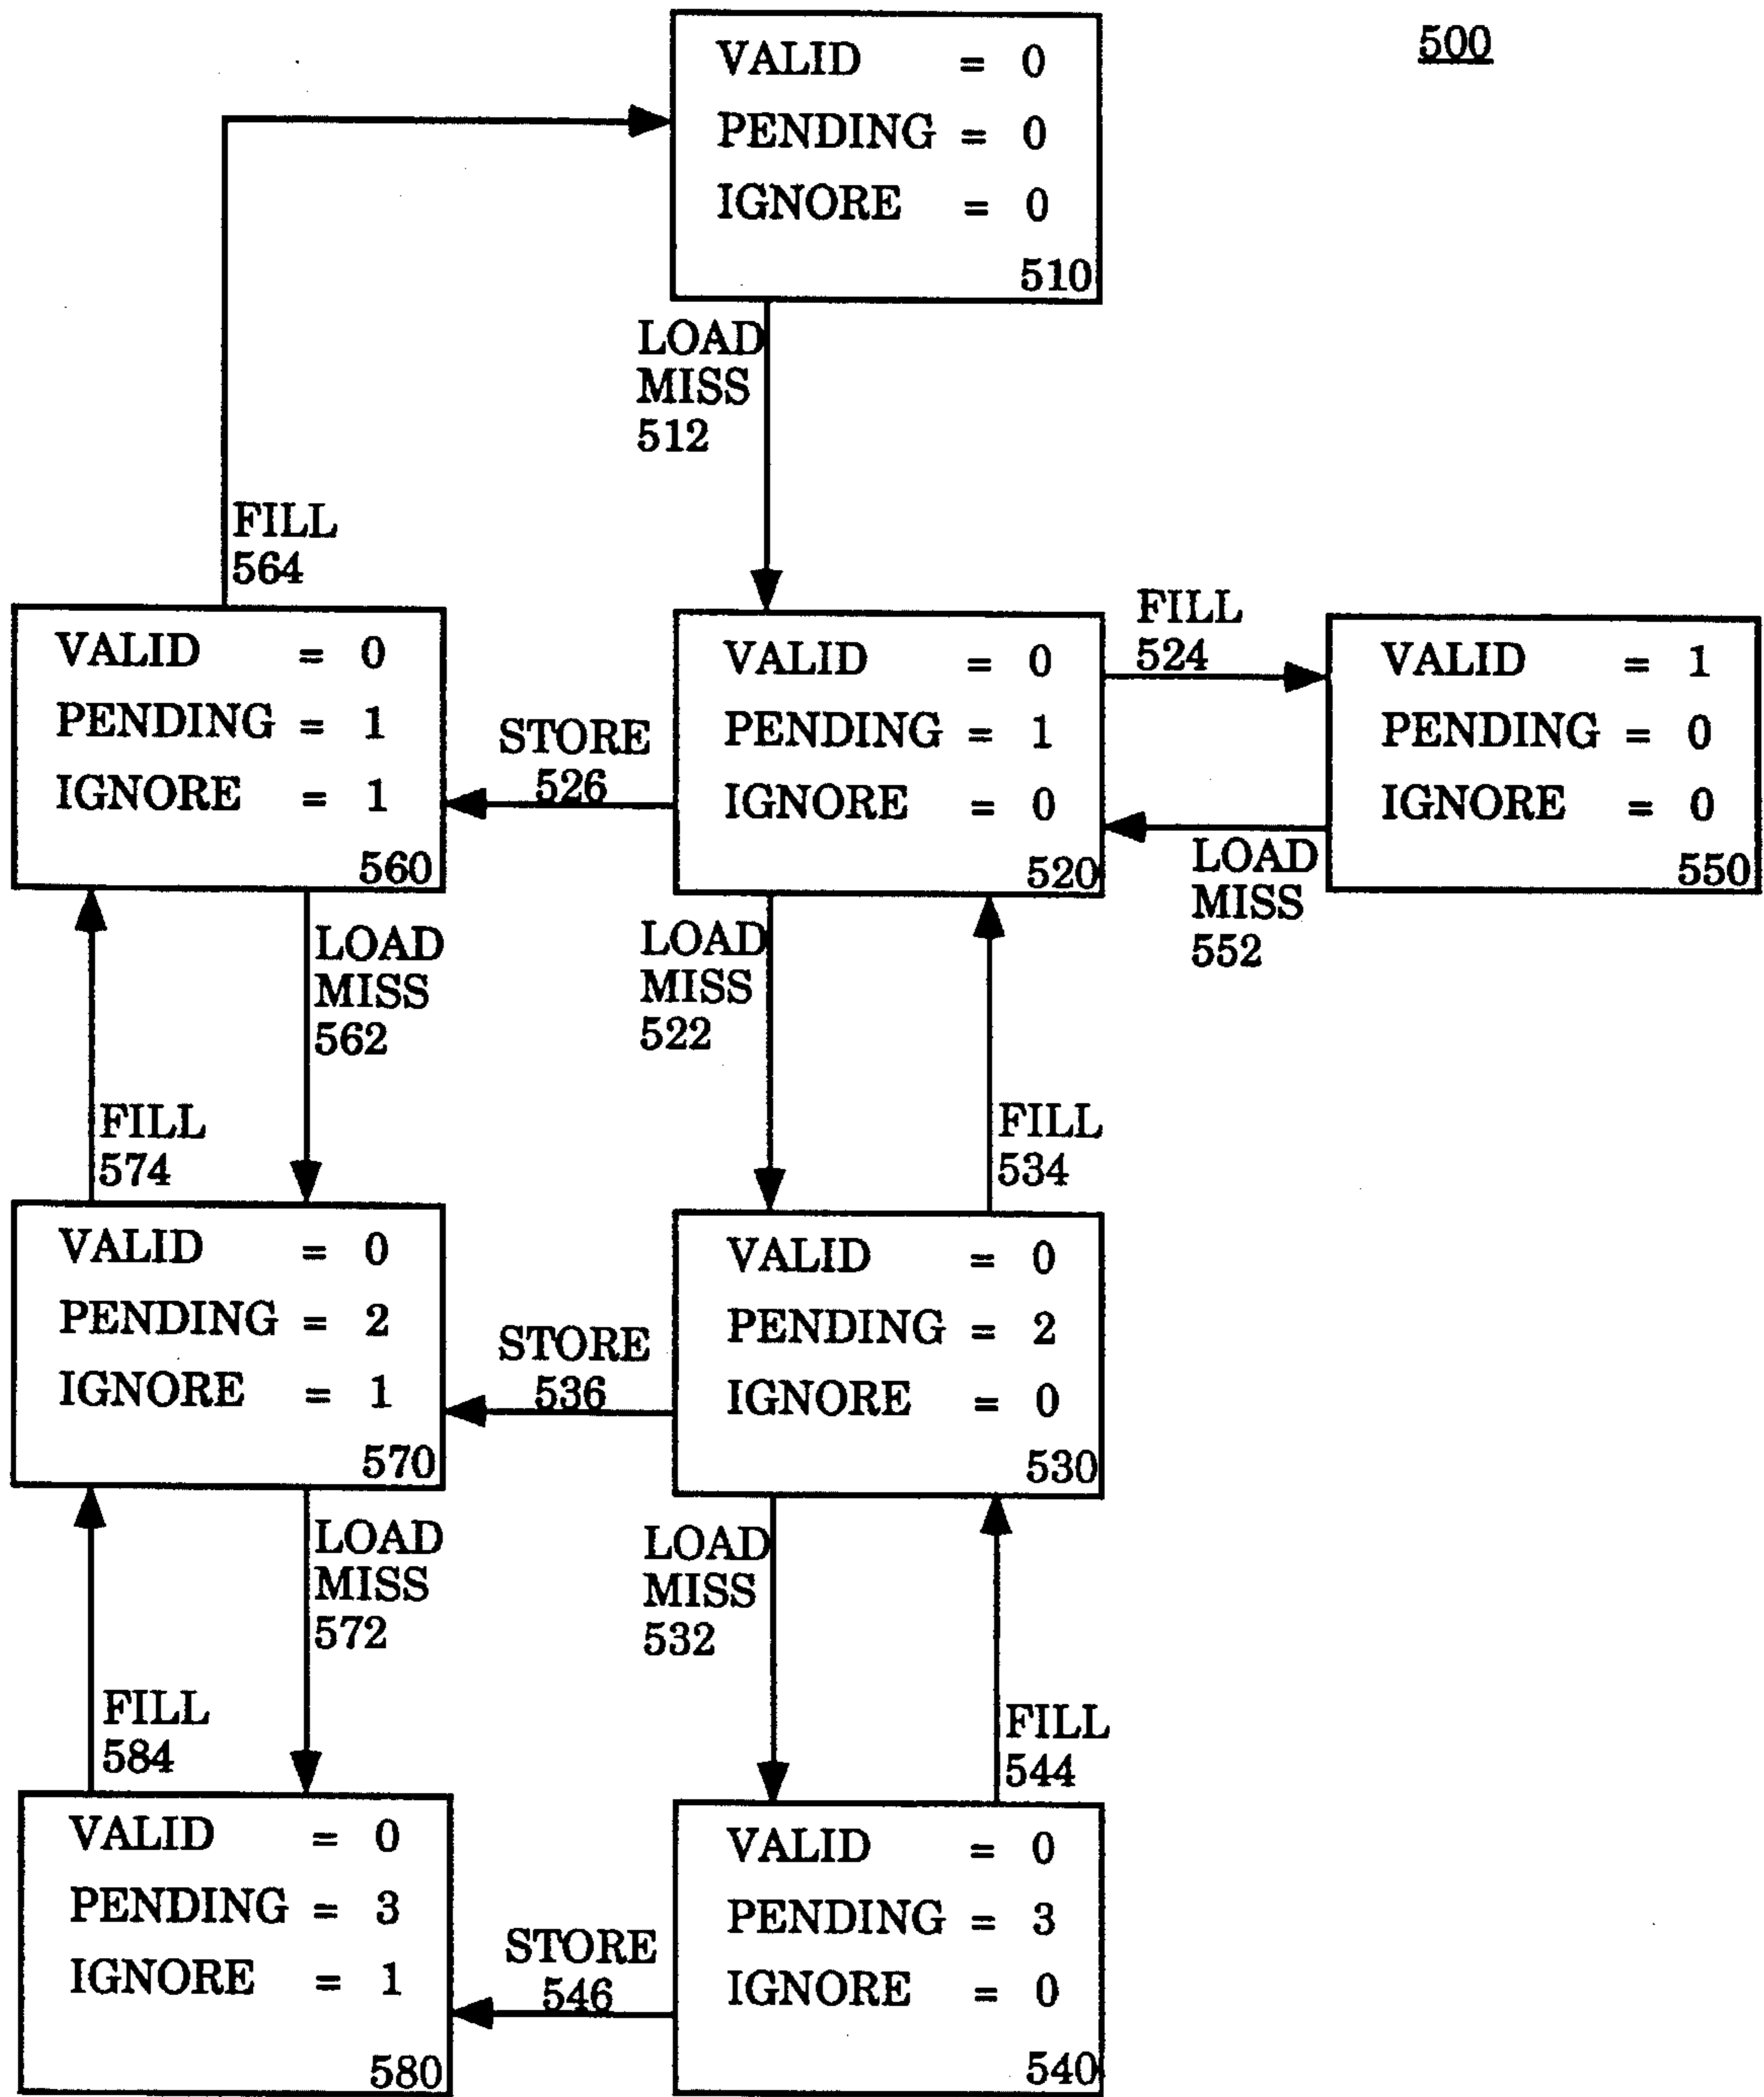 500
VALID = 0
PENDING = 0
IGNORE = 0
510
LOAD
MISS
512
FILL
564
VALID = 0
PENDING = 1
IGNORE = 1
560
STORE
526
VALID = 0
PENDING = 1
IGNORE = 0
520
FILL
524
VALID = 1
PENDING = 0
IGNORE = 0
550
LOAD
MISS
552
LOAD
MISS
562
LOAD
MISS
522
FILL
574
FILL
534
VALID = 0
PENDING = 2
IGNORE = 1
570
STORE
536
VALID = 0
PENDING = 2
IGNORE = 0
530
LOAD
MISS
572
LOAD
MISS
532
FILL
584
FILL
544
VALID = 0
PENDING = 3
IGNORE = 1
580
STORE
546
VALID = 0
PENDING = 3
IGNORE = 0
540